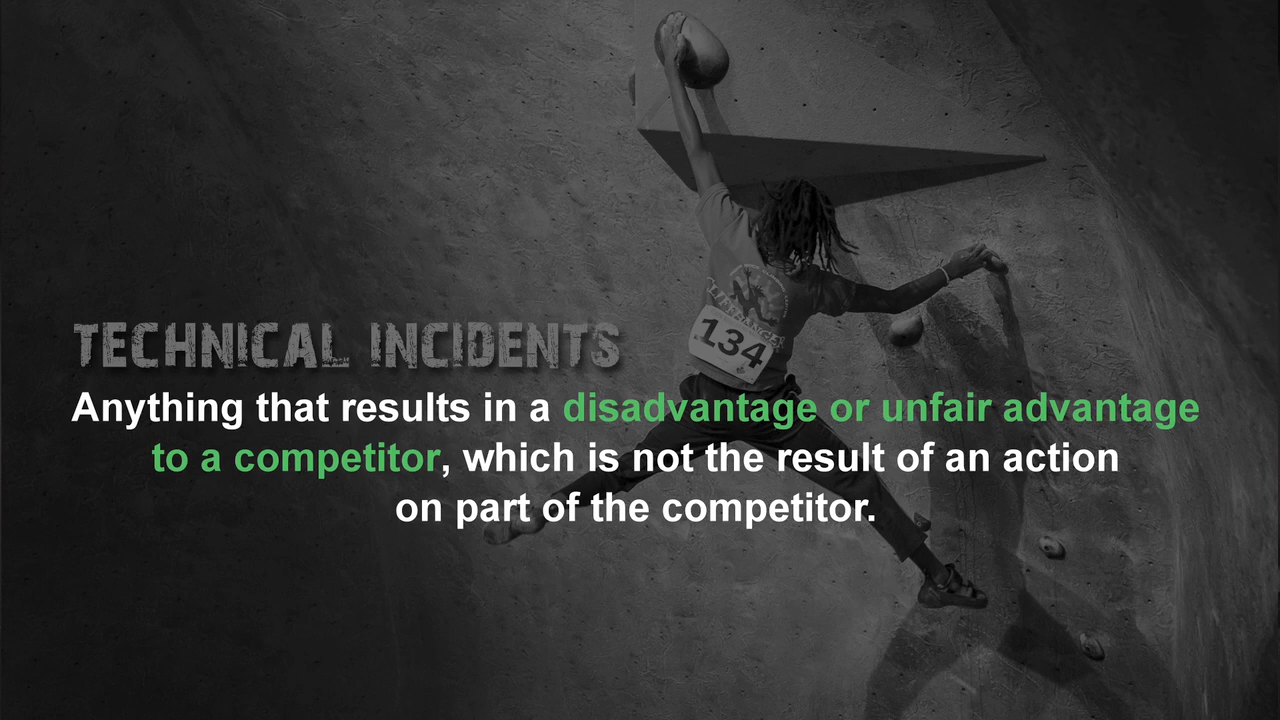 TECHNICAL INCIDENTS
Anything that results in a disadvantage or unfair advantage
to a competitor, which is not the result of an action
on part of the competitor.
134